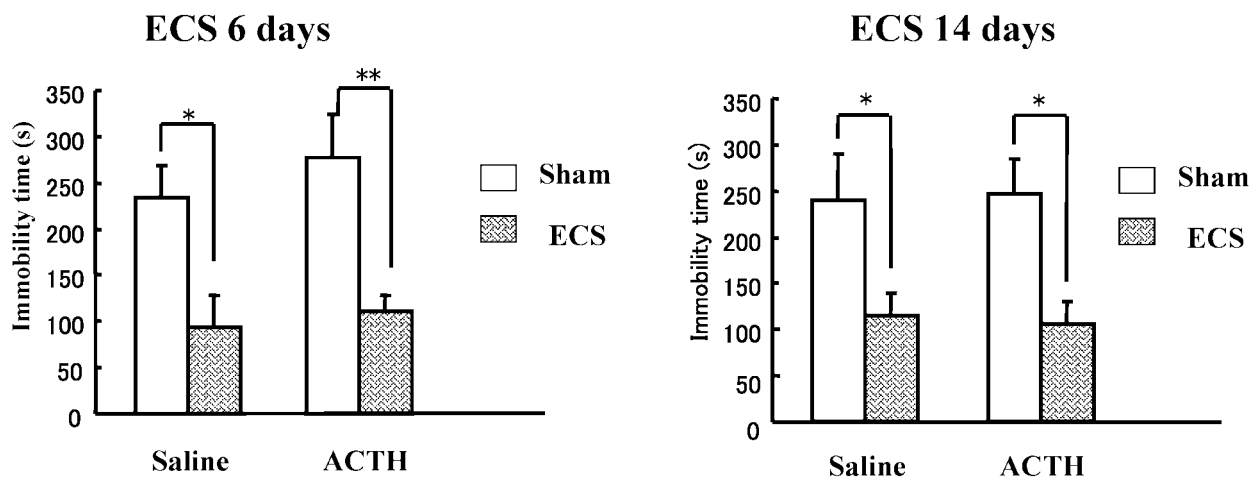 ECS 6 days
ECS 14 days
Immobility time (s)
350
300
250
200
150
100
50
0
*
**
Sham
ECS
Saline
ACTH
Immobility time (s)
350
300
250
200
150
100
50
0
*
*
Sham
ECS
Saline
ACTH